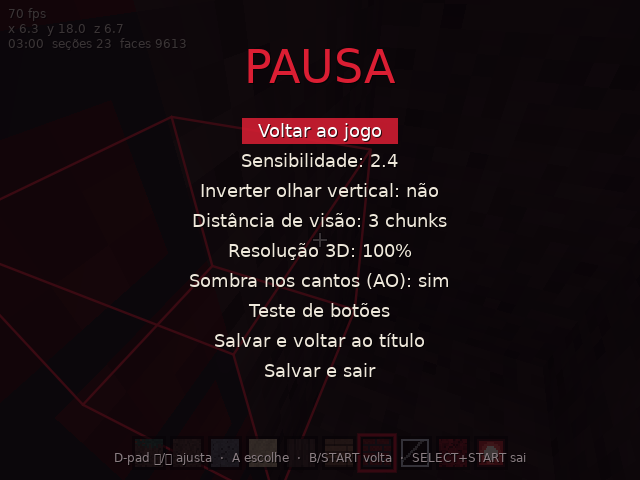 70 fps
x 6.3 y 18.0 z 6.7
03:00 seções 23 faces 9613
PAUSA
Voltar ao jogo
Sensibilidade: 2.4
Inverter olhar vertical: não
Distância de visão: 3 chunks
Resolução 3D: 100%
Sombra nos cantos (AO): sim
Teste de botões
Salvar e voltar ao título
Salvar e sair
D-pad / ajusta · A escolhe · B/START volta · SELECT+START sai